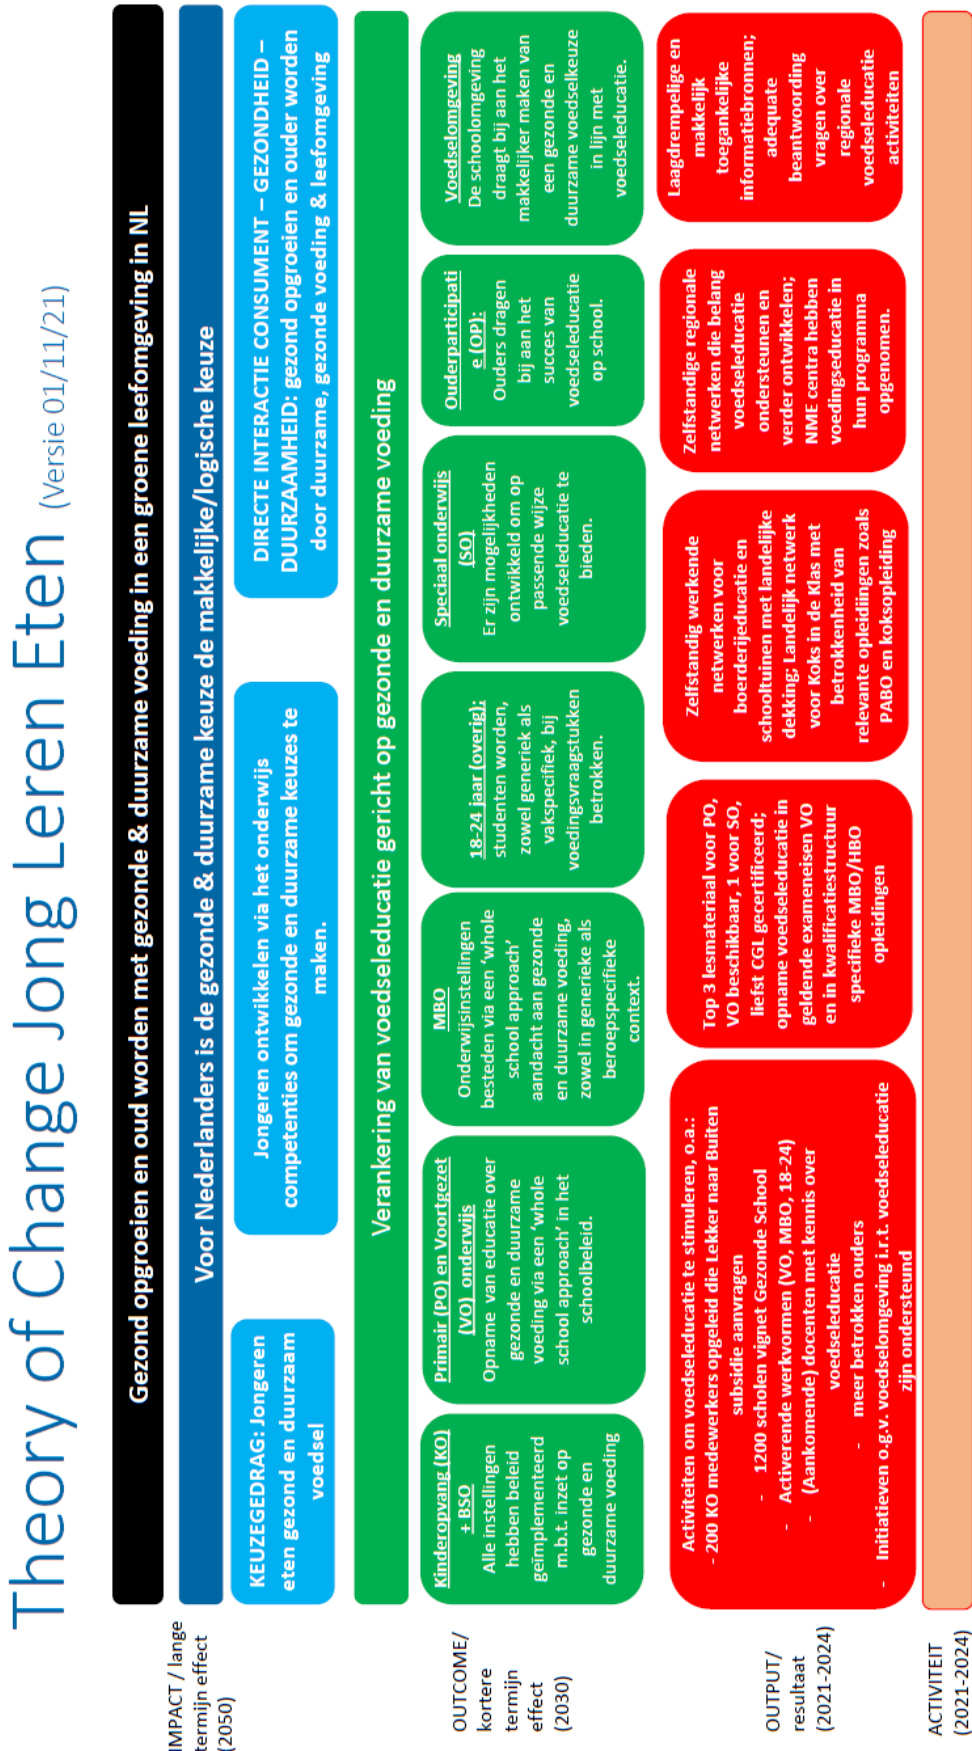 Theory of Change Jong Leren Eten (Versie 01/11/21)
IMPACT / lange
termijn effect
(2050)
Gezond opgroeien en oud worden met gezonde & duurzame voeding in een groene leefomgeving in NL
Voor Nederlanders is de gezonde & duurzame keuze de makkelijke/logische keuze
KEUZEGEDRAG: Jongeren
eten gezond en duurzaam
voedsel
Jongeren ontwikkelen via het onderwijs
competenties om gezonde en duurzame keuzes te
maken.
DIRECTE INTERACTIE CONSUMENT – GEZONDHEID –
DUURZAAMHEID: gezond opgroeien en ouder worden
door duurzame, gezonde voeding & leefomgeving
Verankering van voedseleducatie gericht op gezonde en duurzame voeding
OUTCOME/
kortere
termijn
effect
(2030)
Kinderopvang (KO)
+ BSO
Alle instellingen
hebben beleid
geïmplementeerd
m.b.t. inzet op
gezonde en
duurzame voeding
Primair (PO) en Voortgezet
(VO) onderwijs
Opname van educatie over
gezonde en duurzame
voeding via een 'whole
school approach' in het
schoolbeleid.
MBO
Onderwijsinstellingen
besteden via een 'whole
school approach'
aandacht aan gezonde
en duurzame voeding,
zowel in generieke als
beroepspecifieke
context.
18-24 jaar (overig):
studenten worden,
zowel generiek als
vakspecifiek, bij
voedingsvraagstukken
betrokken.
Speciaal onderwijs
(SO)
Er zijn mogelijkheden
ontwikkeld om op
passende wijze
voedseleducatie te
bieden.
Ouderparticipati
e (OP):
Ouders dragen
bij aan het
succes van
voedseleducatie
op school.
Voedselomgeving
De schoolomgeving
draagt bij aan het
makkelijker maken van
een gezonde en
duurzame voedselkeuze
in lijn met
voedseleducatie.
OUTPUT/
resultaat
(2021-2024)
Activiteiten om voedseleducatie te stimuleren, o.a.:
- 200 KO medewerkers opgeleid die Lekker naar Buiten
subsidie aanvragen
- 1200 scholen vignet Gezonde School
- Activerende werkvormen (VO, MBO, 18-24)
- (Aankomende) docenten met kennis over
voedseleducatie
- meer betrokken ouders
- Initiatieven o.g.v. voedselomgeving i.r.t. voedseleducatie
zijn ondersteund
Top 3 lesmateriaal voor PO,
VO beschikbaar, 1 voor SO,
liefst CGL gecertificeerd;
opname voedseleducatie in
geldende exameneisen VO
en in kwalificatiestructuur
specifieke MBO/HBO
opleidingen
Zelfstandig werkende
netwerken voor
boerderijeducatie en
schooltuinen met landelijke
dekking; Landelijk netwerk
voor Koks in de Klas met
betrokkenheid van
relevante opleidiingen zoals
PABO en koksopleiding
Zelfstandige regionale
netwerken die belang
voedseleducatie
ondersteunen en
verder ontwikkelen;
NME centra hebben
voedingseducatie in
hun programma
opgenomen.
Laagdrempelige en
makkelijk
toegankelijke
informatiebronnen;
adequate
beantwoording
vragen over
regionale
voedseleducatie
activiteiten
ACTIVITEIT
(2021-2024)